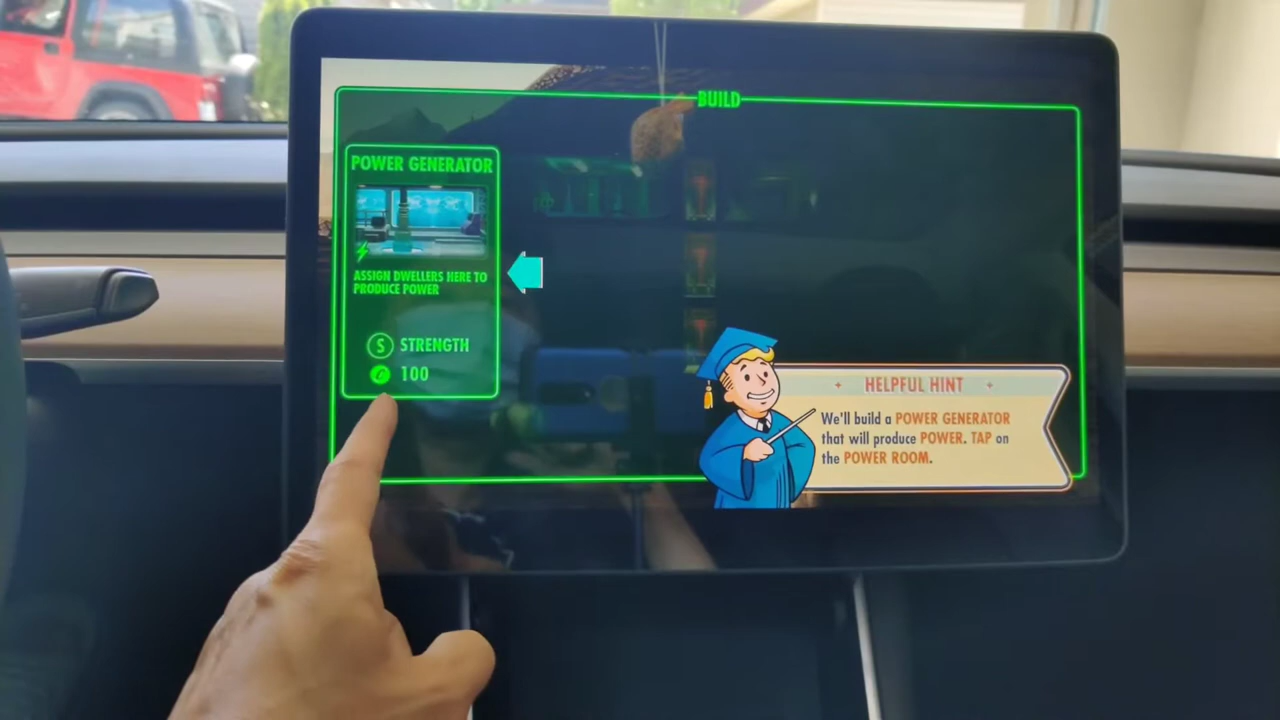 BUILD
POWER GENERATOR
ASSIGN DWELLERS HERE TO
PRODUCE POWER
S STRENGTH
100
HELPFUL HINT
We'll build a POWER GENERATOR
that will produce POWER. TAP on
the POWER ROOM.